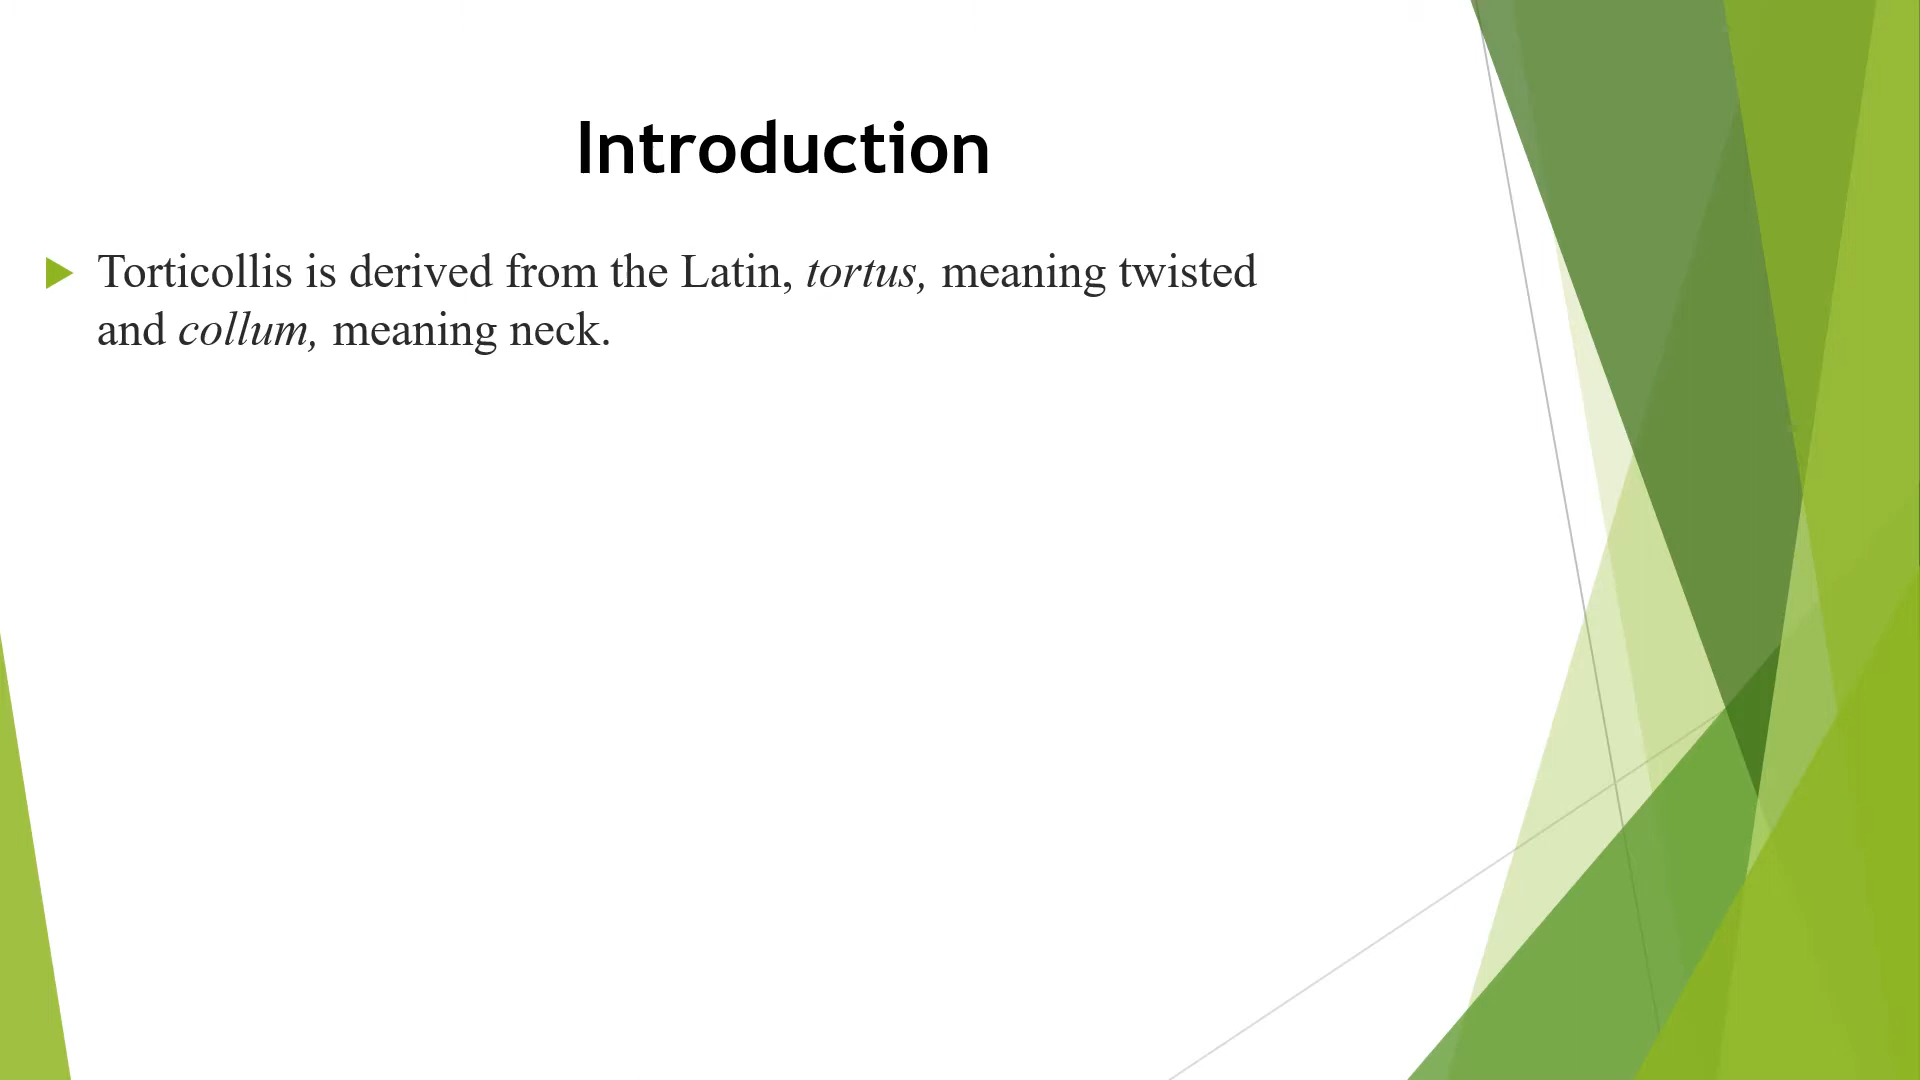 Introduction
Torticollis is derived from the Latin, tortus, meaning twisted
and collum, meaning neck.